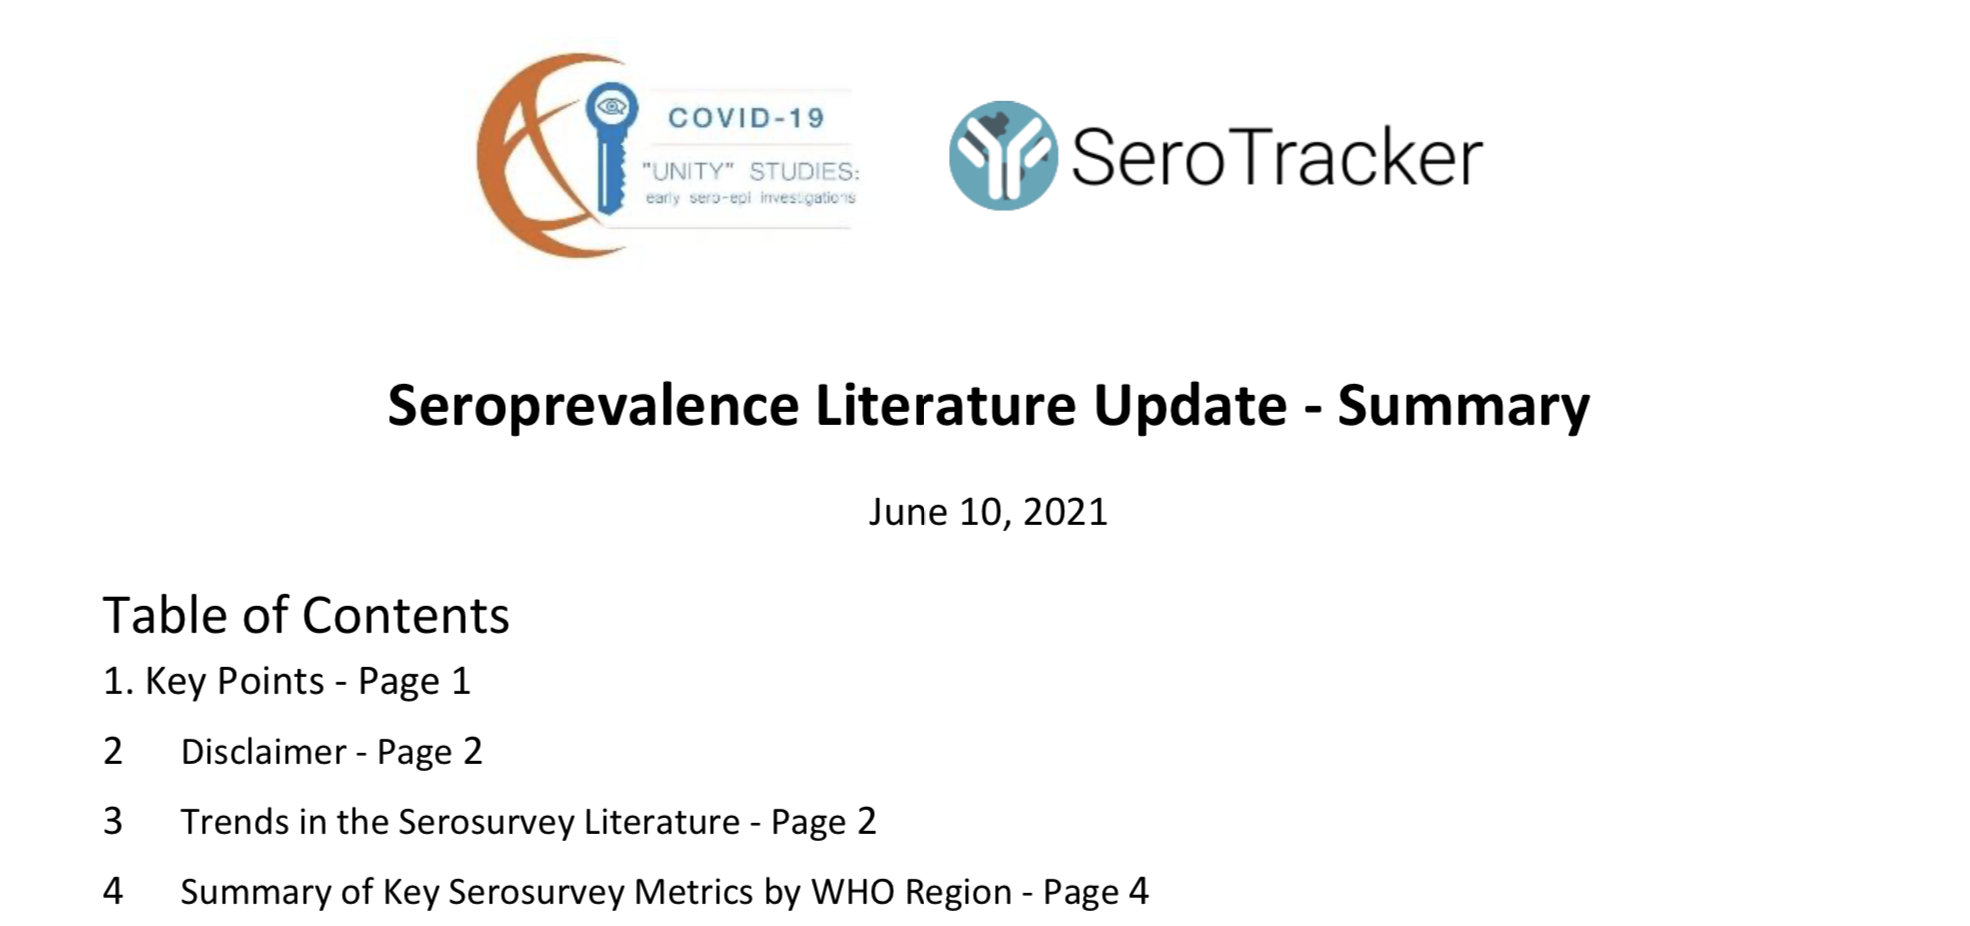 COVID-19
"UNITY" STUDIES:
early sero-epi investigations
SeroTracker
Seroprevalence Literature Update - Summary
June 10, 2021
Table of Contents
1. Key Points - Page 1
2 Disclaimer - Page 2
3 Trends in the Serosurvey Literature - Page 2
4 Summary of Key Serosurvey Metrics by WHO Region - Page 4